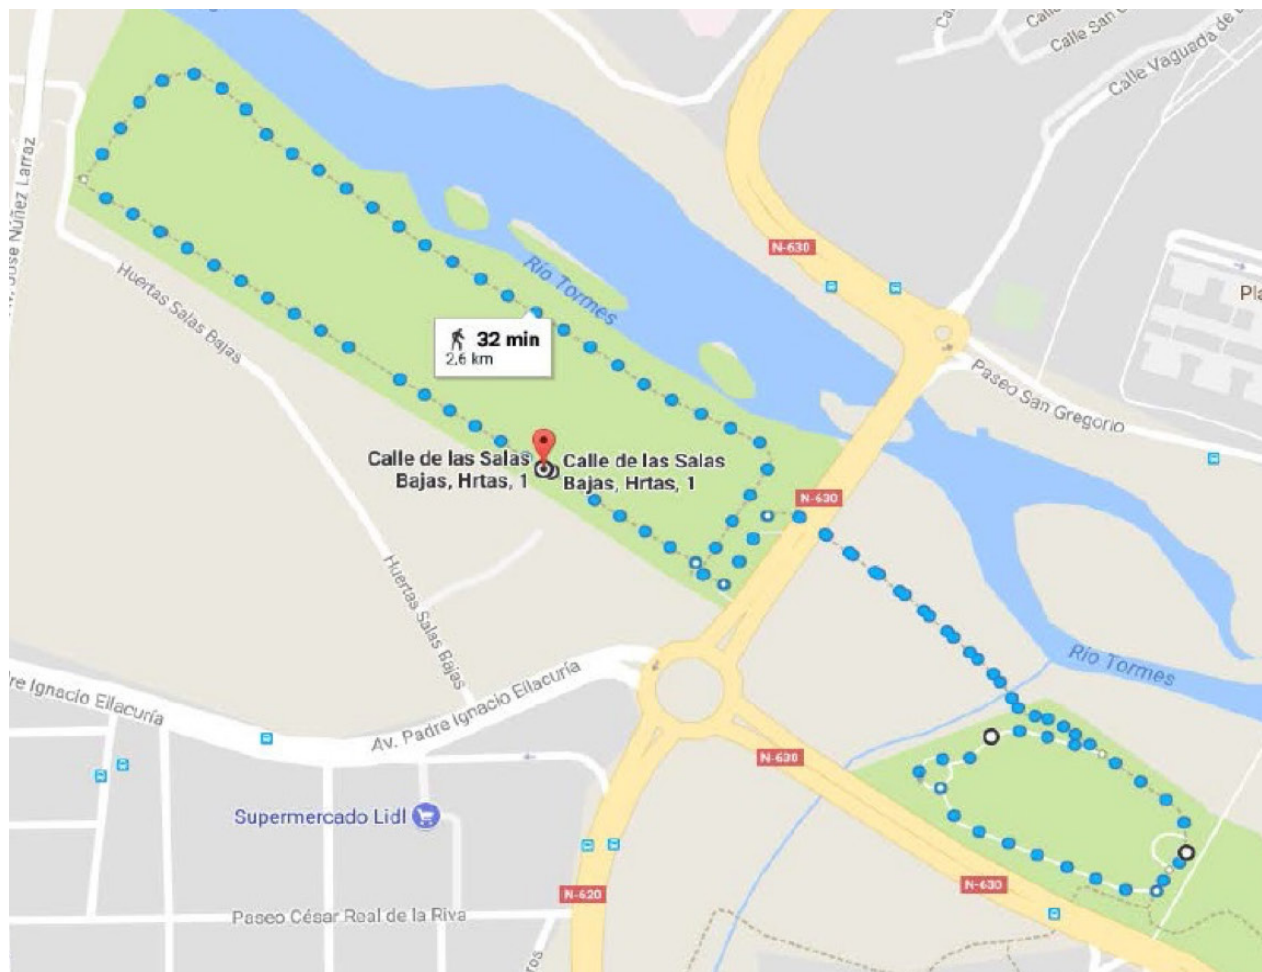 Calle San
Calle Vaguada de
. Jose Núñez Larraz
N-630
Huertas Salas Bajas
Río Tormes
32 min
2,6 km
Paseo San Gregorio
Calle de las Salas
Bajas, Hrtas, 1
Calle de las Salas
Bajas, Hrtas, 1
N-630
Huertas Salas Bajas
Río Tormes
re Ignacio Ellacuría
Av. Padre Ignacio Ellacuría
N-630
Supermercado Lidl
N-630
N-620
Paseo César Real de la Riva